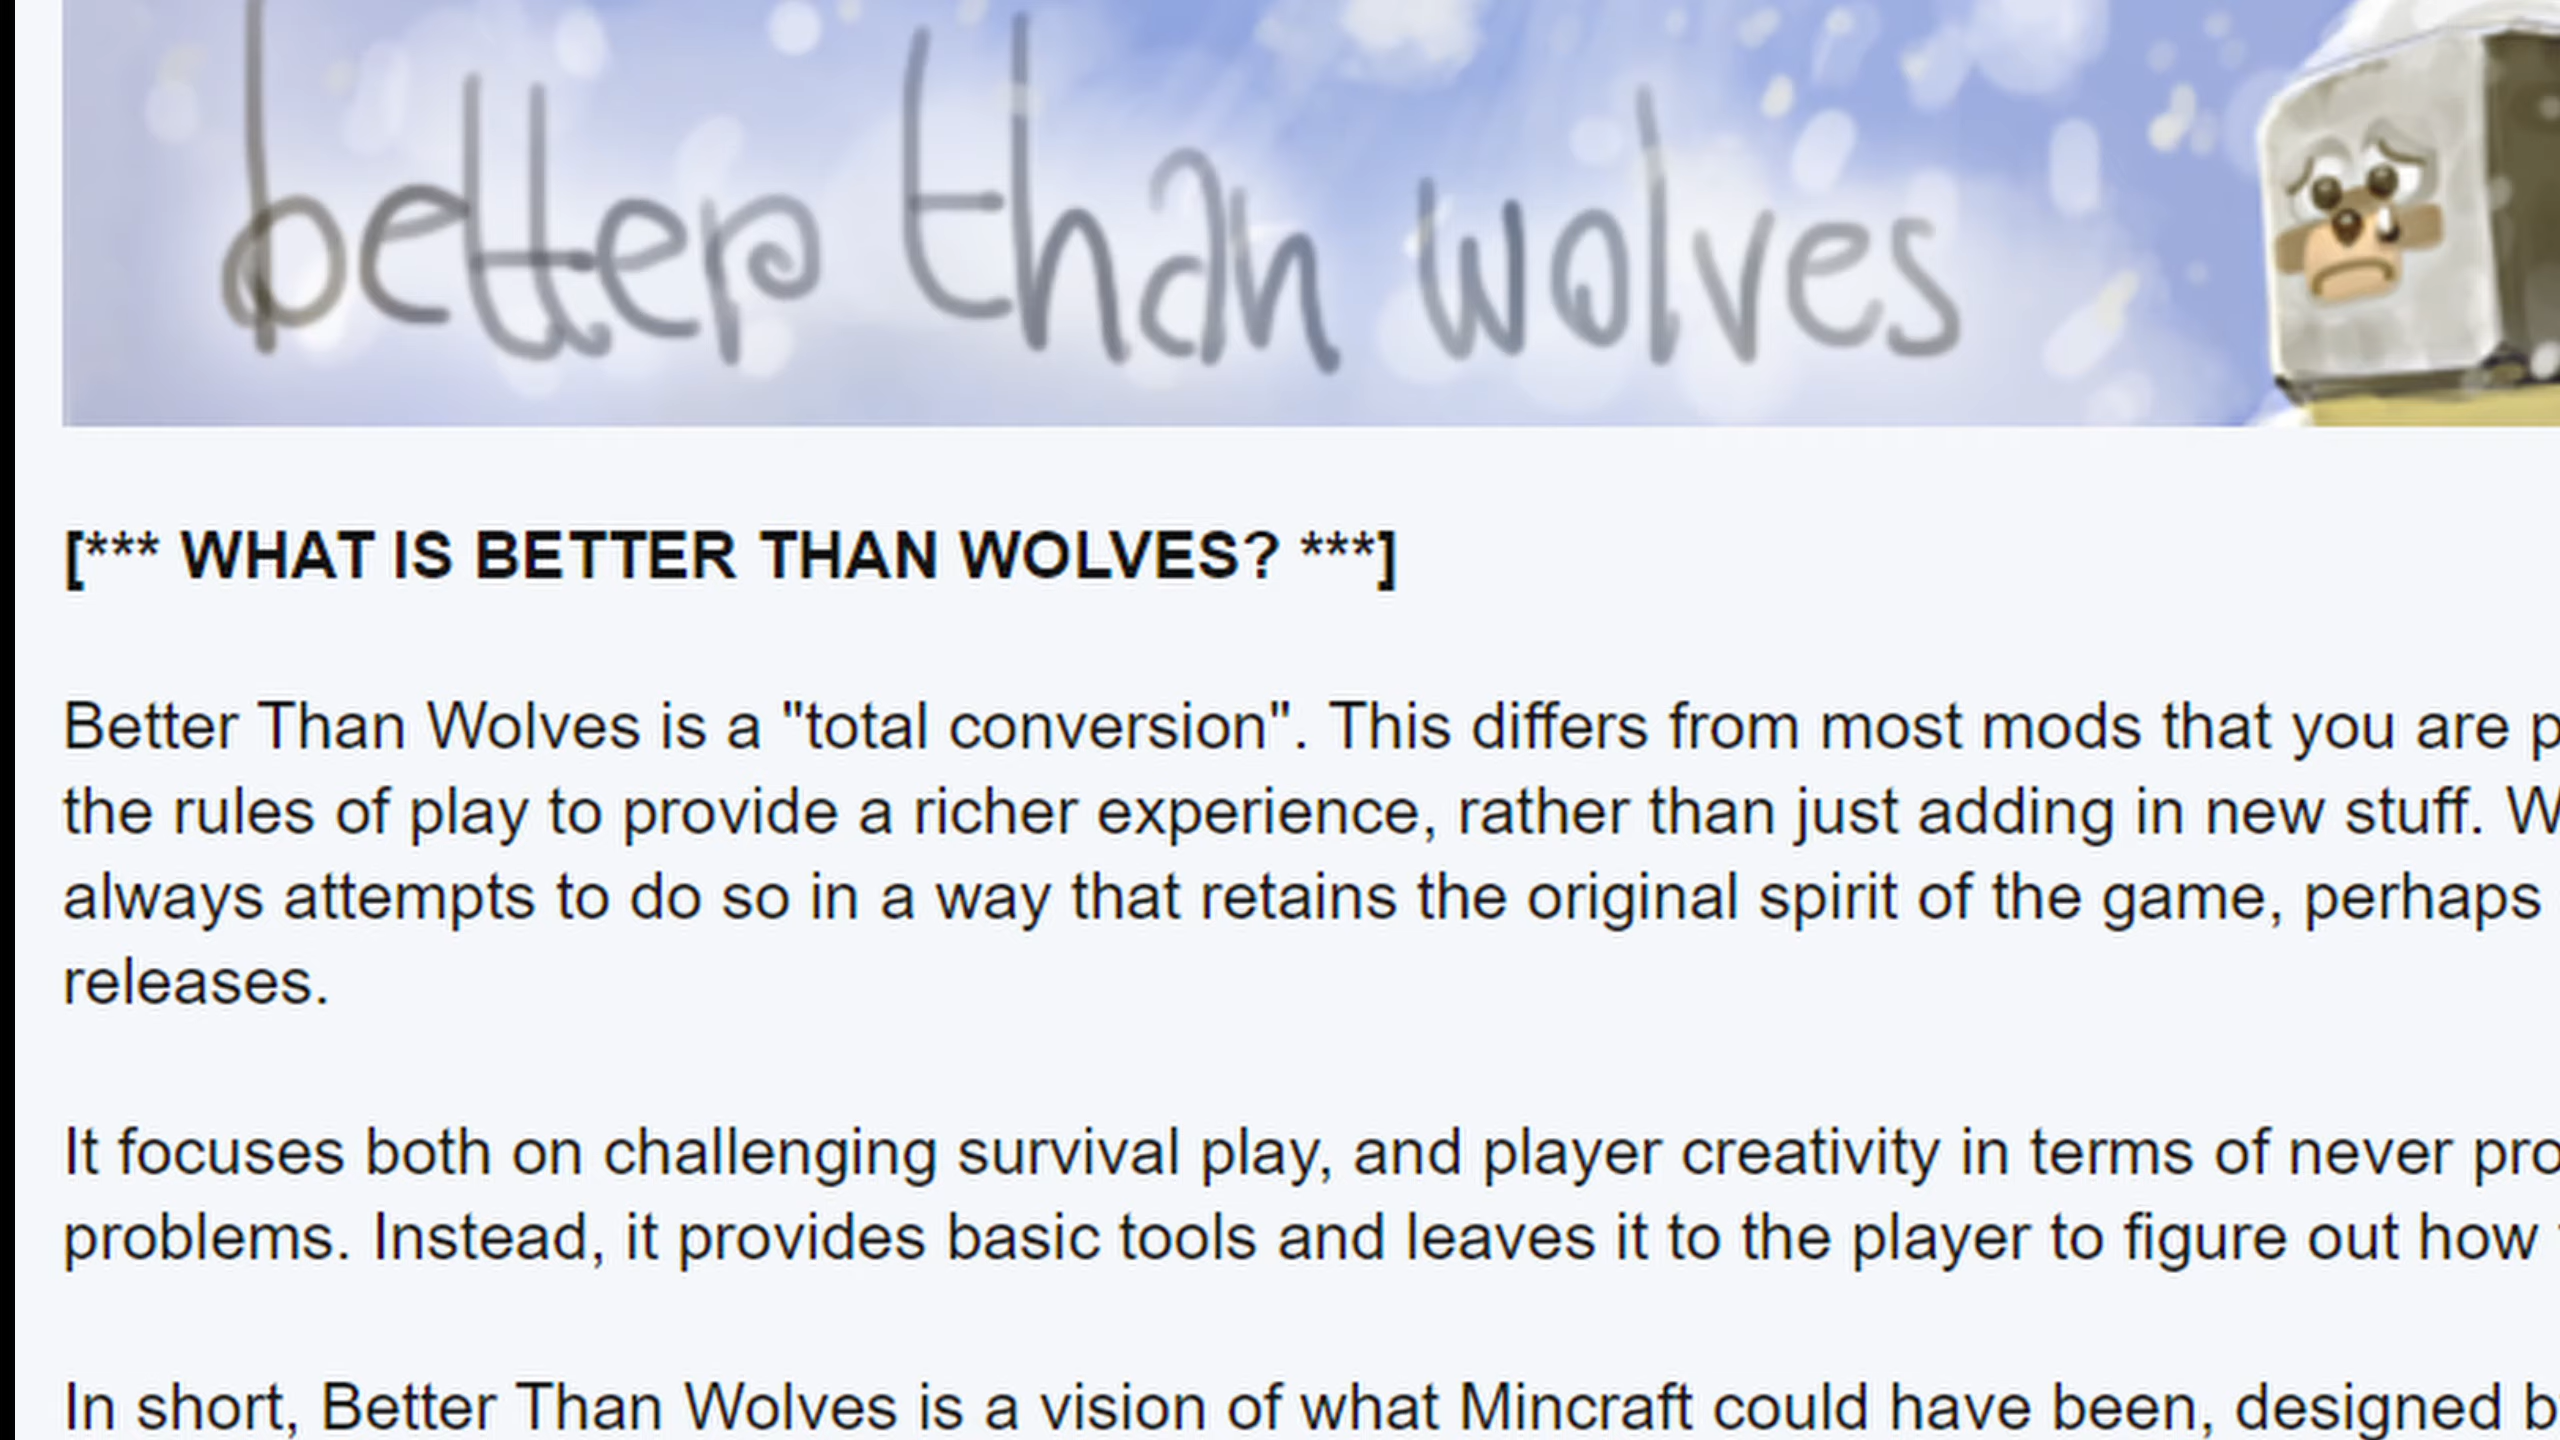 better than wolves
[*** WHAT IS BETTER THAN WOLVES? ***]
Better Than Wolves is a "total conversion". This differs from most mods that you are
the rules of play to provide a richer experience, rather than just adding in new stuff.
always attempts to do so in a way that retains the original spirit of the game, perhaps
releases.
It focuses both on challenging survival play, and player creativity in terms of never
problems. Instead, it provides basic tools and leaves it to the player to figure out how
In short, Better Than Wolves is a vision of what Mincraft could have been, designed